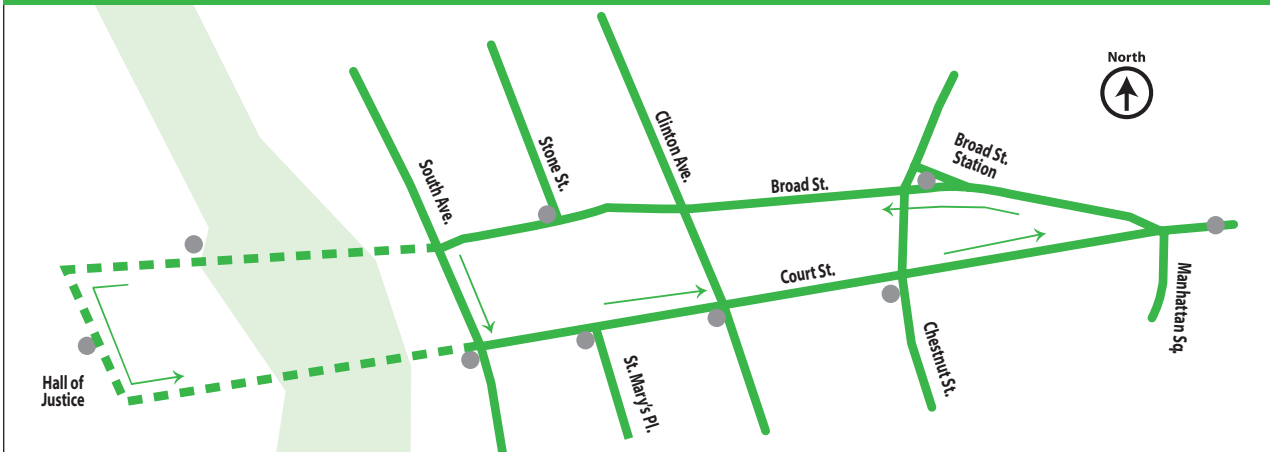 North
South Ave.
Stone St.
Clinton Ave.
Broad St.
Broad St.
Station
Court St.
Hall of
Justice
St. Mary's Pl.
Chestnut St.
Manhattan Sq.